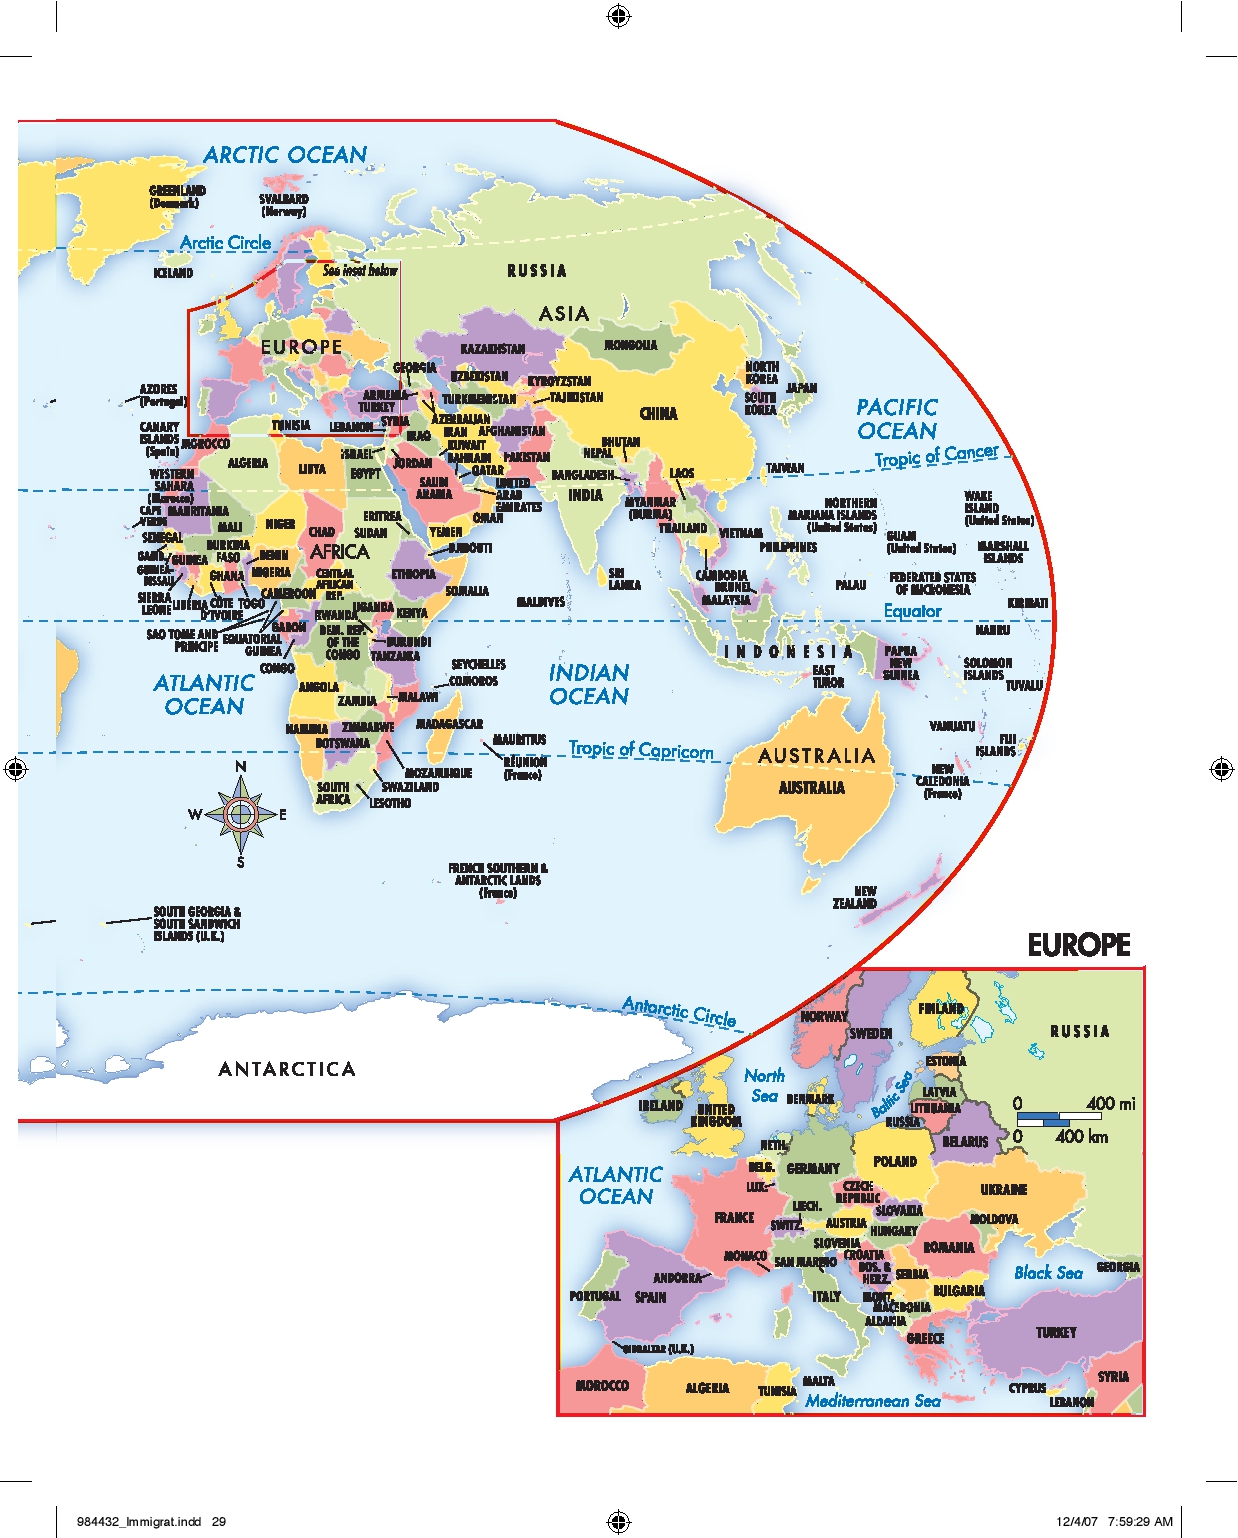 ARCTIC OCEAN
GREENLAND
(Denmark)
SVALBARD
(Norway)
Arctic Circle
ICELAND
See inset below
RUSSIA
ASIA
EUROPE
KAZAKHSTAN
MONGOLIA
GEORGIA
UZBEKISTAN
KYRGYZSTAN
NORTH
KOREA
JAPAN
SOUTH
KOREA
AZORES
(Portugal)
ARMENIA
TURKEY
TURKMENISTAN
TAJIKISTAN
CHINA
PACIFIC
OCEAN
CANARY
ISLANDS
(Spain)
MOROCCO
TUNISIA
LEBANON
SYRIA
AZERBAIJAN
IRAN
AFGHANISTAN
IRAQ
KUWAIT
BAHRAIN
PAKISTAN
BHUTAN
NEPAL
Tropic of Cancer
ISRAEL
JORDAN
QATAR
ALGERIA
LIBYA
EGYPT
BANGLADESH
LAOS
TAIWAN
WESTERN
SAHARA
(Morocco)
SAUDI
ARABIA
UNITED
ARAB
EMIRATES
INDIA
MYANMAR
(BURMA)
NORTHERN
MARIANA ISLANDS
(United States)
WAKE
ISLAND
(United States)
CAPE
VERDE
MAURITANIA
MALI
NIGER
CHAD
ERITREA
SUDAN
OMAN
YEMEN
THAILAND
VIETNAM
PHILIPPINES
GUAM
(United States)
MARSHALL
ISLANDS
SENEGAL
GUINEA
BURKINA
FASO
BENIN
AFRICA
DJIBOUTI
GUINEA-
BISSAU
GHANA
NIGERIA
CENTRAL
AFRICAN
REP.
ETHIOPIA
SOMALIA
SRI
LANKA
CAMBODIA
BRUNEI
MALAYSIA
PALAU
FEDERATED STATES
OF MICRONESIA
SIERRA
LEONE
LIBERIA
COTE
D'IVOIRE
TOGO
CAMEROON
MALDIVES
KIRIBATI
Equator
RWANDA
UGANDA
KENYA
NAURU
SAO TOME AND
PRINCIPE
EQUATORIAL
GUINEA
GABON
DEM. REP.
OF THE
CONGO
BURUNDI
TANZANIA
CONGO
INDONESIA
EAST
TIMOR
PAPUA
NEW
GUINEA
SOLOMON
ISLANDS
TUVALU
SEYCHELLES
COMOROS
INDIAN
OCEAN
ATLANTIC
OCEAN
ANGOLA
ZAMBIA
MALAWI
MADAGASCAR
NAMIBIA
ZIMBABWE
BOTSWANA
MAURITIUS
REUNION
(France)
Tropic of Capricorn
AUSTRALIA
AUSTRALIA
VANUATU
FIJI
ISLANDS
NEW
CALEDONIA
(France)
MOZAMBIQUE
SWAZILAND
LESOTHO
SOUTH
AFRICA
N
W E
S
FRENCH SOUTHERN &
ANTARCTIC LANDS
(France)
NEW
ZEALAND
SOUTH GEORGIA &
SOUTH SANDWICH
ISLANDS (U.K.)
Antarctic Circle
ANTARCTICA
EUROPE
NORWAY
SWEDEN
FINLAND
RUSSIA
ESTONIA
LATVIA
LITHUANIA
RUSSIA
BELARUS
0 400 mi
0 400 km
North
Sea
Baltic Sea
DENMARK
IRELAND
UNITED
KINGDOM
NETH.
BELG.
LUX.
GERMANY
POLAND
UKRAINE
ATLANTIC
OCEAN
CZECH
REPUBLIC
SLOVAKIA
LIECH.
SWITZ.
AUSTRIA
HUNGARY
MOLDOVA
FRANCE
SLOVENIA
CROATIA
ROMANIA
MONACO
SAN MARINO
BOS. &
HERZ.
SERBIA
Black Sea
GEORGIA
ANDORRA
PORTUGAL
SPAIN
ITALY
MONT.
MACEDONIA
BULGARIA
ALBANIA
GREECE
TURKEY
GIBRALTAR (U.K.)
MOROCCO
ALGERIA
TUNISIA
MALTA
Mediterranean Sea
CYPRUS
LEBANON
SYRIA
984432_Immigrat.indd 29
12/4/07 7:59:29 AM